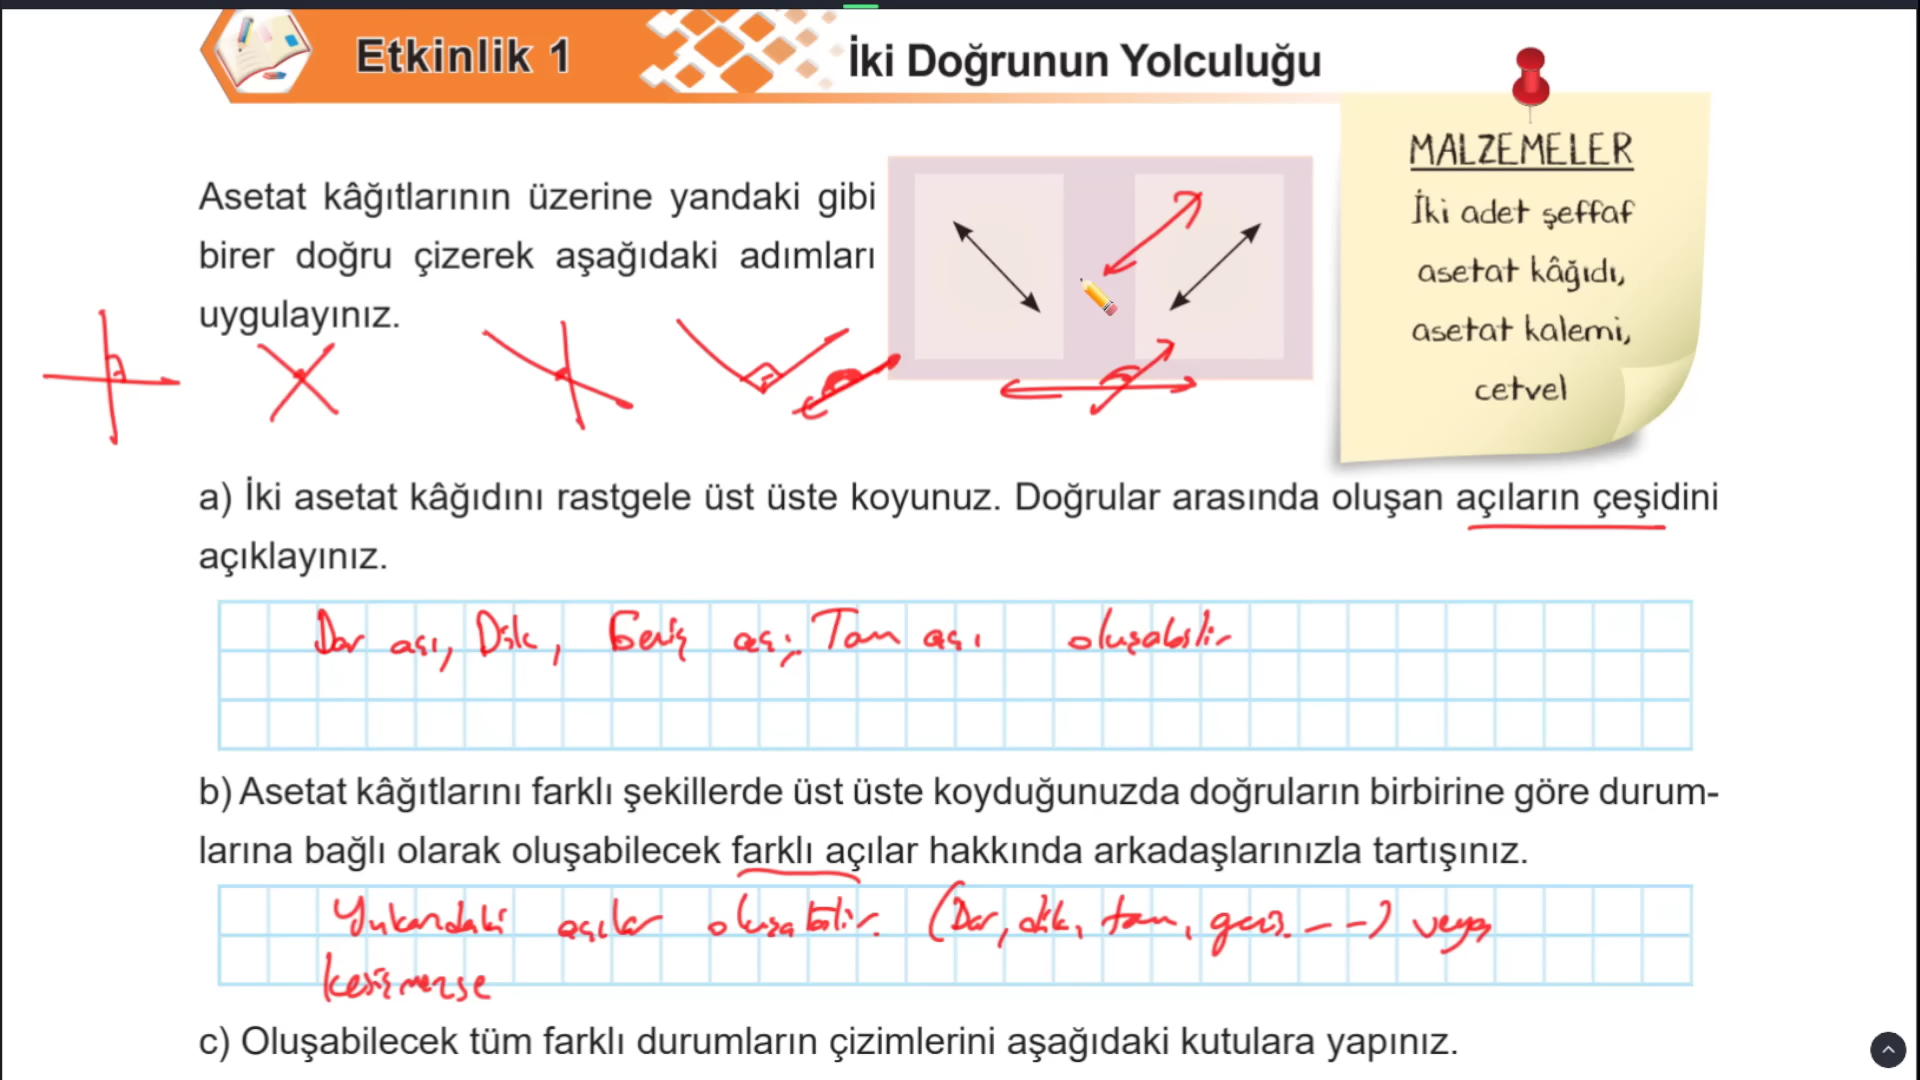 Etkinlik 1
İki Doğrunun Yolculuğu
MALZEMELER
İki adet şeffaf
asetat kâğıdı,
asetat kalemi,
cetvel
Asetat kâğıtlarının üzerine yandaki gibi
birer doğru çizerek aşağıdaki adımları
uygulayınız.
a) İki asetat kâğıdını rastgele üst üste koyunuz. Doğrular arasında oluşan açıların çeşidini
açıklayınız.
Dar açı, Dik, Geniş açı, Tam açı oluşabilir
b) Asetat kâğıtlarını farklı şekillerde üst üste koyduğunuzda doğruların birbirine göre durum-
larına bağlı olarak oluşabilecek farklı açılar hakkında arkadaşlarınızla tartışınız.
Yukarıdaki açılar oluşabilir. (Dar, dik, tam, geniş - - -) veya
kesişmezse
c) Oluşabilecek tüm farklı durumların çizimlerini aşağıdaki kutulara yapınız.